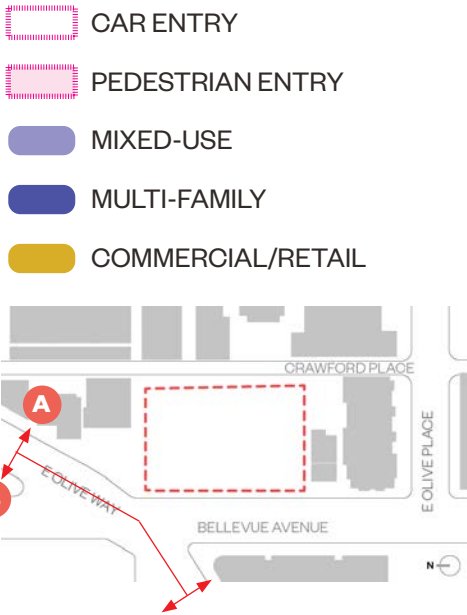 CAR ENTRY
PEDESTRIAN ENTRY
MIXED-USE
MULTI-FAMILY
COMMERCIAL/RETAIL
CRAWFORD PLACE
A
E OLIVE PLACE
E OLIVE WAY
BELLEVUE AVENUE
N